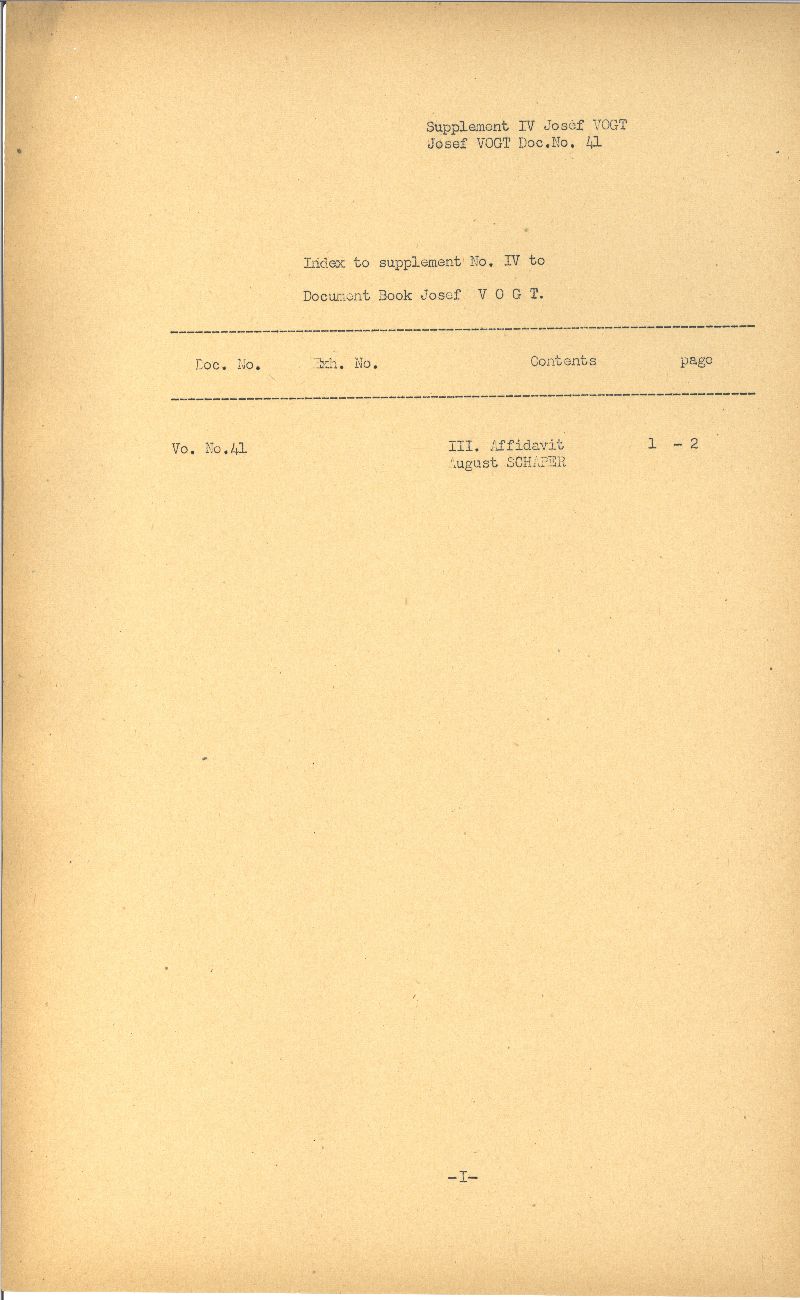 Supplement IV Josef VOGT
Josef VOGT Doc.No. 41
Index to supplement No. IV to
Document Book Josef V O G T.
Doc. No. Exh. No. Contents page
Vo. No.41 III. Affidavit 1 - 2
August SCHAPER
-I-